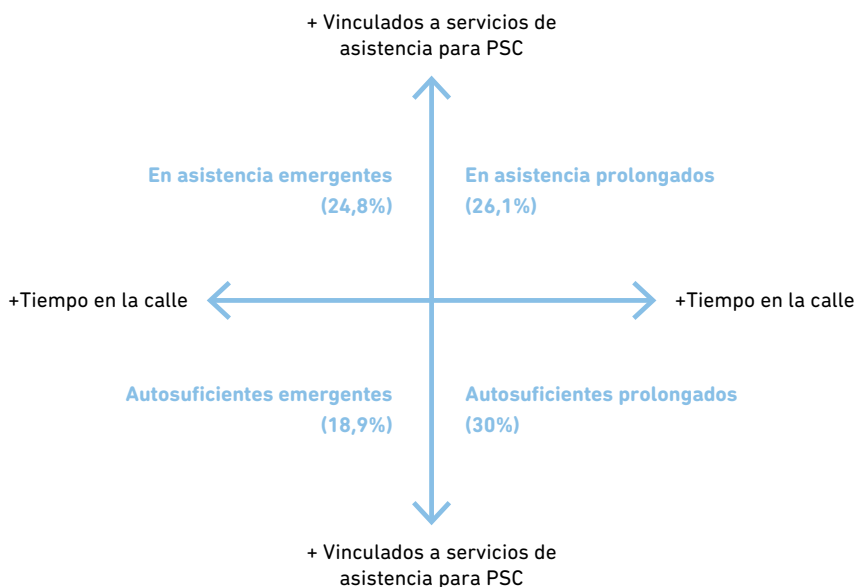 + Vinculados a servicios de
asistencia para PSC
En asistencia emergentes
(24,8%)
En asistencia prolongados
(26,1%)
+Tiempo en la calle
+Tiempo en la calle
Autosuficientes emergentes
(18,9%)
Autosuficientes prolongados
(30%)
+ Vinculados a servicios de
asistencia para PSC